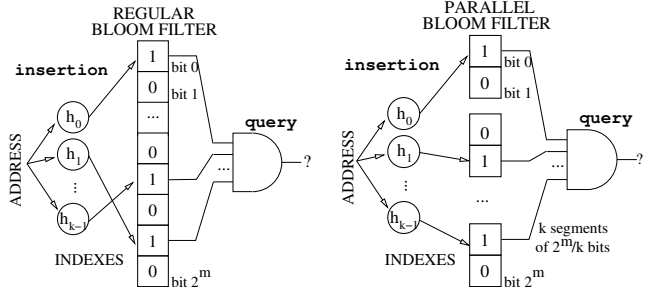 REGULAR
BLOOM FILTER
insertion
ADDRESS
h0
h1
...
hk-1
INDEXES
1
0
...
0
1
0
1
0
bit 0
bit 1
bit 2^m
query
...
?
PARALLEL
BLOOM FILTER
insertion
ADDRESS
h0
h1
...
hk-1
INDEXES
1
0
0
1
...
1
0
bit 0
bit 1
bit 2^m
query
...
?
k segments
of 2^m/k bits